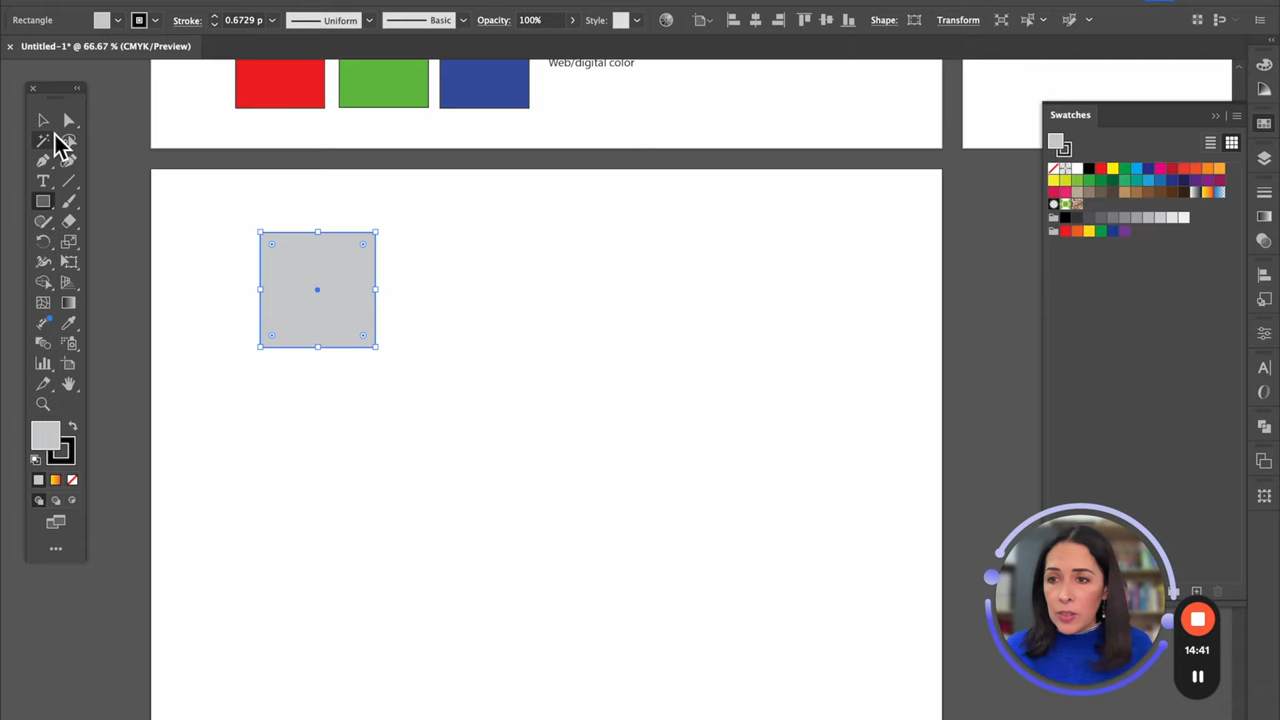 Rectangle Stroke: 0.6729 p Uniform Basic Opacity: 100% Style: Shape: Transform
Untitled-1* @ 66.67 % (CMYK/Preview)
Web/digital color
Swatches
14:41